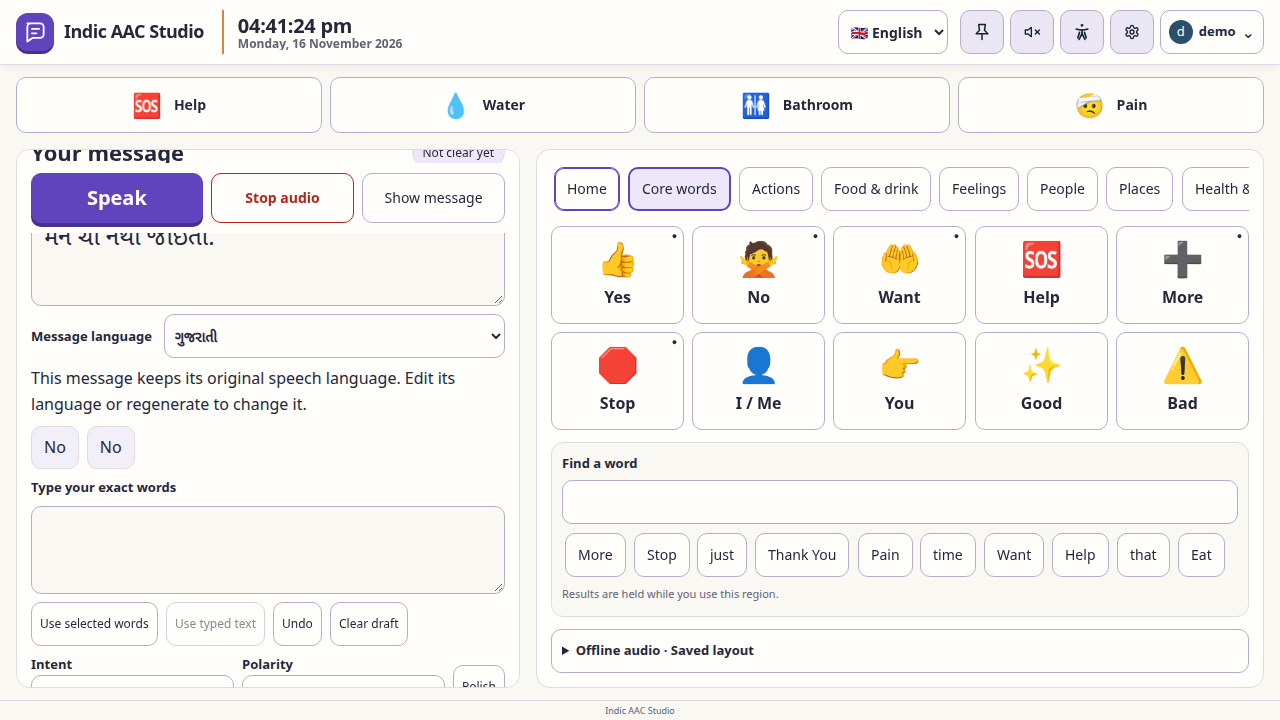 Indic AAC Studio
04:41:24 pm
Monday, 16 November 2026
🇬🇧 English
d demo
🆘 Help
Water
Bathroom
Pain
Your message
Not clear yet
Speak
Stop audio
Show message
મને ચા નથી જોઇતી.
Message language
ગુજરાતી
This message keeps its original speech language. Edit its
language or regenerate to change it.
No No
Type your exact words
Use selected words
Use typed text
Undo
Clear draft
Intent
Polarity
Polish
Home
Core words
Actions
Food & drink
Feelings
People
Places
Health &
Yes
No
Want
🆘 Help
More
Stop
I / Me
You
Good
Bad
Find a word
More Stop just Thank You Pain time Want Help that Eat
Results are held while you use this region.
Offline audio · Saved layout
Indic AAC Studio